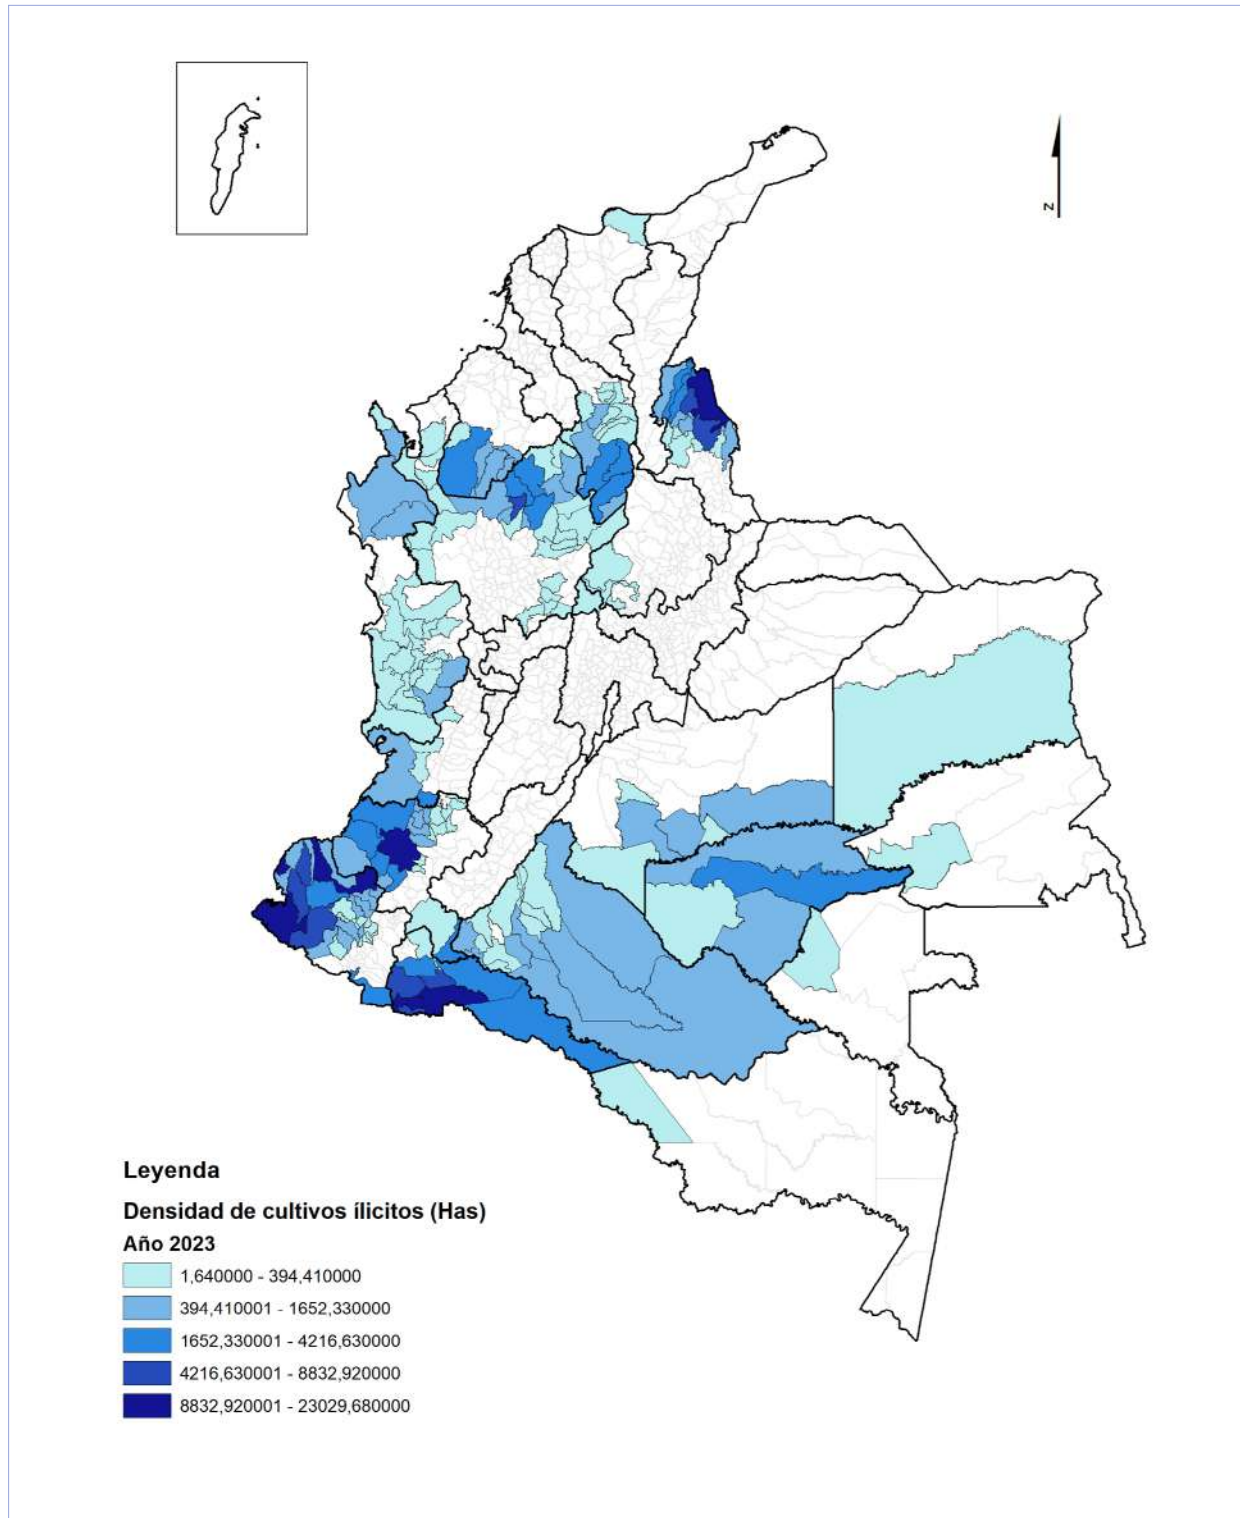 N
Leyenda
Densidad de cultivos ílicitos (Has)
Año 2023
1,640000 - 394,410000
394,410001 - 1652,330000
1652,330001 - 4216,630000
4216,630001 - 8832,920000
8832,920001 - 23029,680000